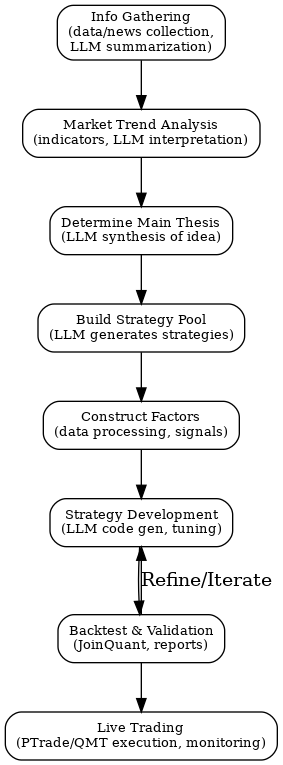 Info Gathering
(data/news collection,
LLM summarization)
Market Trend Analysis
(indicators, LLM interpretation)
Determine Main Thesis
(LLM synthesis of idea)
Build Strategy Pool
(LLM generates strategies)
Construct Factors
(data processing, signals)
Strategy Development
(LLM code gen, tuning)
Refine/Iterate
Backtest & Validation
(JoinQuant, reports)
Live Trading
(PTrade/QMT execution, monitoring)